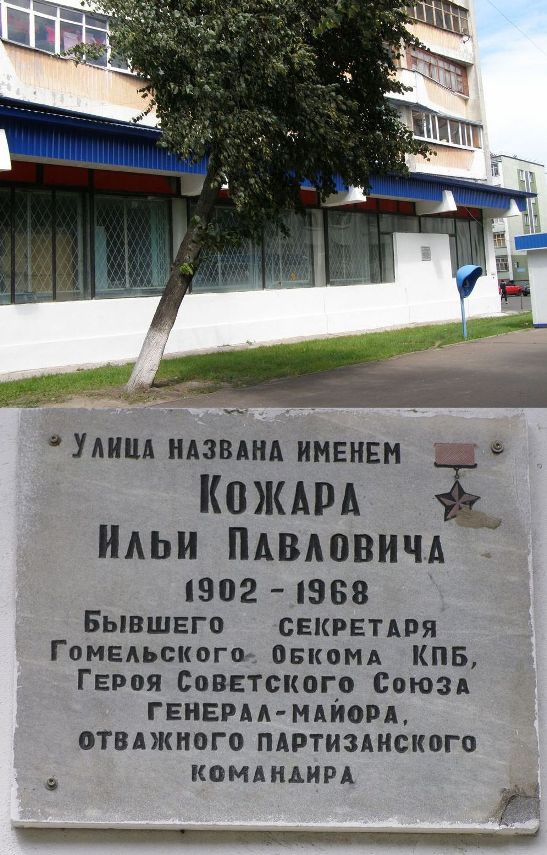 Улица названа именем
Кожара
Ильи Павловича
1902 - 1968
Бывшего секретаря
Гомельского Обкома КПБ,
Героя Советского Союза
генерал-майора,
отважного партизанского
командира